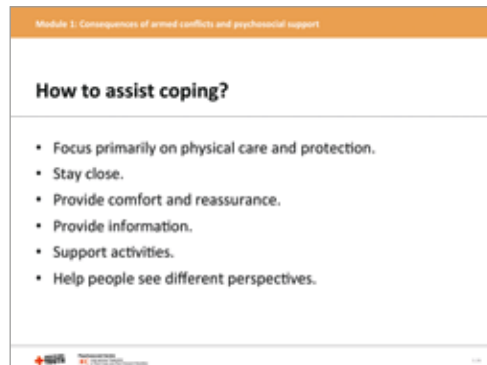 Module 1: Consequences of armed conflicts and psychosocial support
How to assist coping?
• Focus primarily on physical care and protection.
• Stay close.
• Provide comfort and reassurance.
• Provide information.
• Support activities.
• Help people see different perspectives.